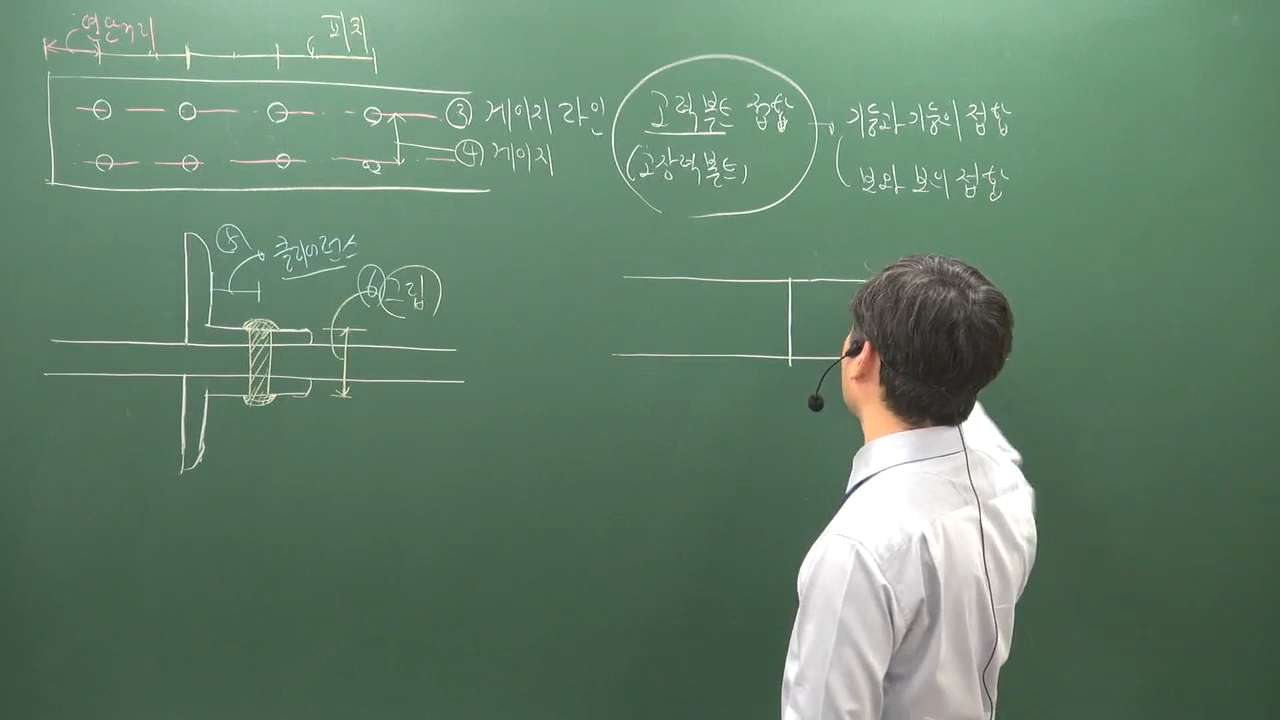 연단거리
피치
③ 게이지 라인
④ 게이지
⑤ 클리어런스
⑥ 그립
고력볼트 접합
(고장력볼트)
기둥과 기둥의 접합
보와 보의 접합